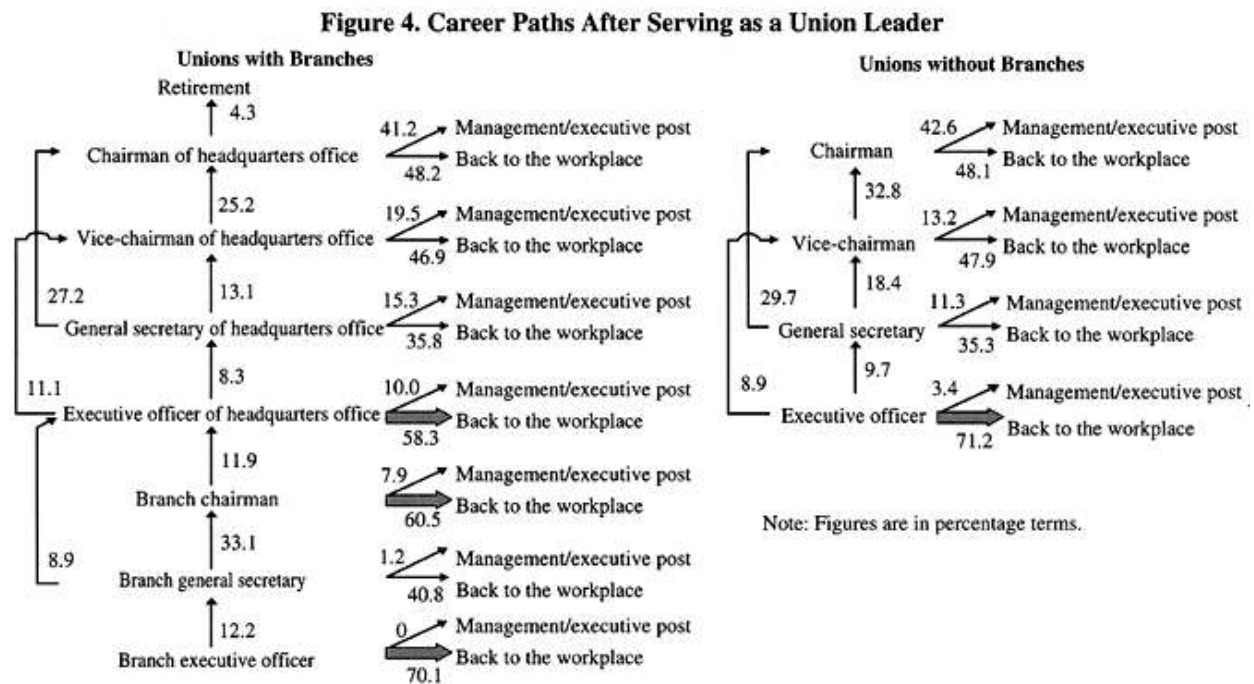 Figure 4. Career Paths After Serving as a Union Leader
Unions with Branches
Retirement
4.3
41.2
Management/executive post
Chairman of headquarters office
Back to the workplace
48.2
25.2
19.5
Management/executive post
Vice-chairman of headquarters office
Back to the workplace
46.9
27.2
13.1
15.3
Management/executive post
General secretary of headquarters office
Back to the workplace
35.8
11.1
8.3
10.0
Management/executive post
Executive officer of headquarters office
Back to the workplace
58.3
11.9
7.9
Management/executive post
Branch chairman
Back to the workplace
60.5
8.9
33.1
1.2
Management/executive post
Branch general secretary
Back to the workplace
40.8
12.2
0
Management/executive post
Branch executive officer
Back to the workplace
70.1
Unions without Branches
42.6
Management/executive post
Chairman
Back to the workplace
48.1
32.8
13.2
Management/executive post
Vice-chairman
Back to the workplace
47.9
29.7
18.4
11.3
Management/executive post
General secretary
Back to the workplace
35.3
8.9
9.7
3.4
Management/executive post
Executive officer
Back to the workplace
71.2
Note: Figures are in percentage terms.